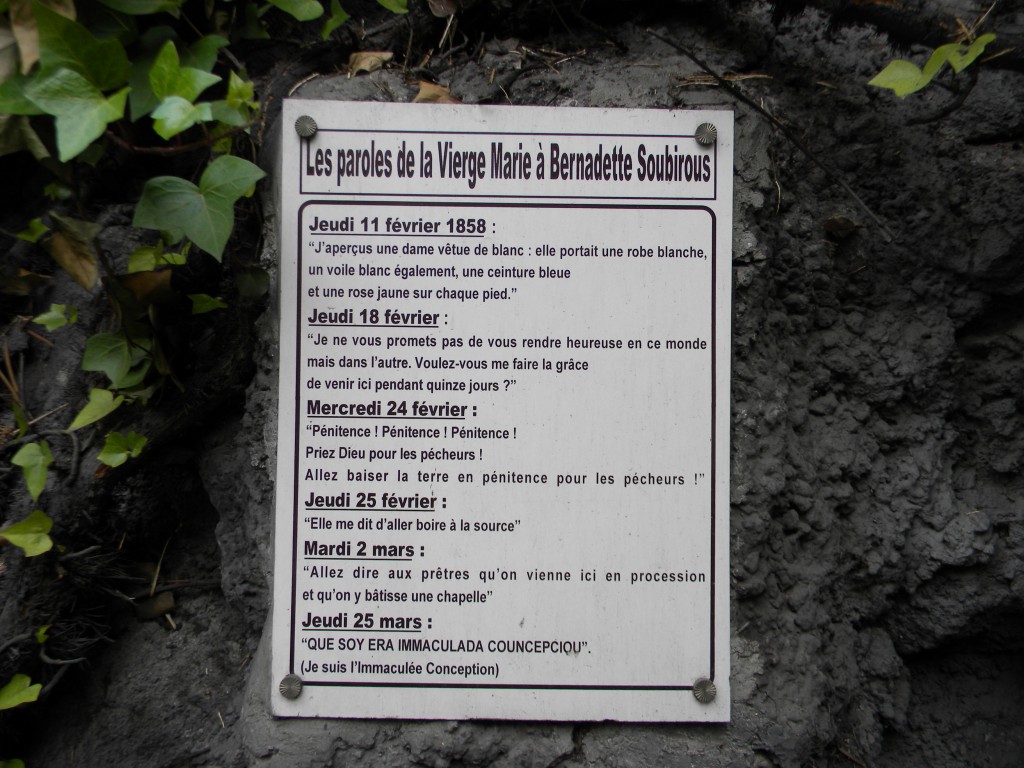 Les paroles de la Vierge Marie à Bernadette Soubirous
Jeudi 11 février 1858 :
“J’aperçus une dame vêtue de blanc : elle portait une robe blanche,
un voile blanc également, une ceinture bleue
et une rose jaune sur chaque pied.”
Jeudi 18 février :
“Je ne vous promets pas de vous rendre heureuse en ce monde
mais dans l’autre. Voulez-vous me faire la grâce
de venir ici pendant quinze jours ?”
Mercredi 24 février :
“Pénitence ! Pénitence ! Pénitence !
Priez Dieu pour les pécheurs !
Allez baiser la terre en pénitence pour les pécheurs !”
Jeudi 25 février :
“Elle me dit d’aller boire à la source”
Mardi 2 mars :
“Allez dire aux prêtres qu’on vienne ici en procession
et qu’on y bâtisse une chapelle”
Jeudi 25 mars :
“QUE SOY ERA IMMACULADA COUNCEPCIOU”.
(Je suis l’Immaculée Conception)